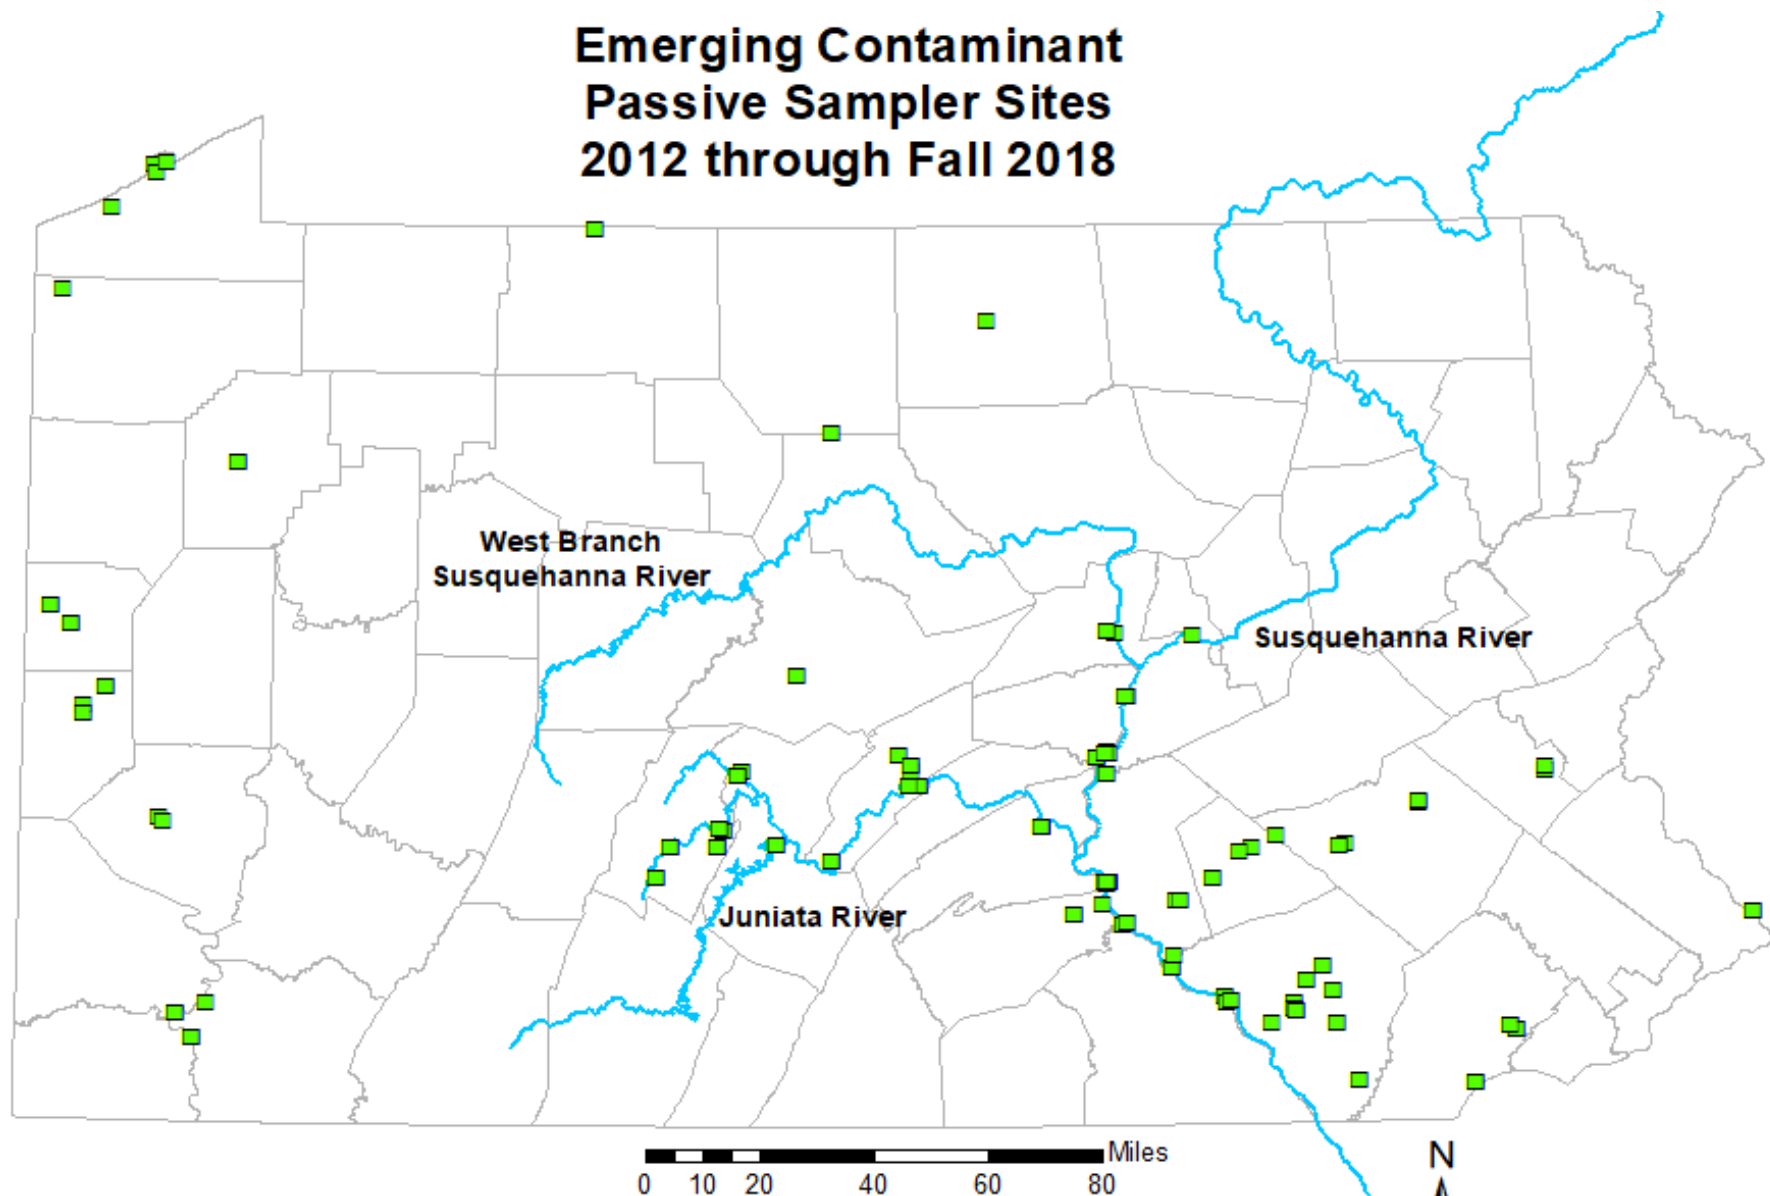 Emerging Contaminant
Passive Sampler Sites
2012 through Fall 2018
West Branch
Susquehanna River
Susquehanna River
Juniata River
Miles
0 10 20 40 60 80
N